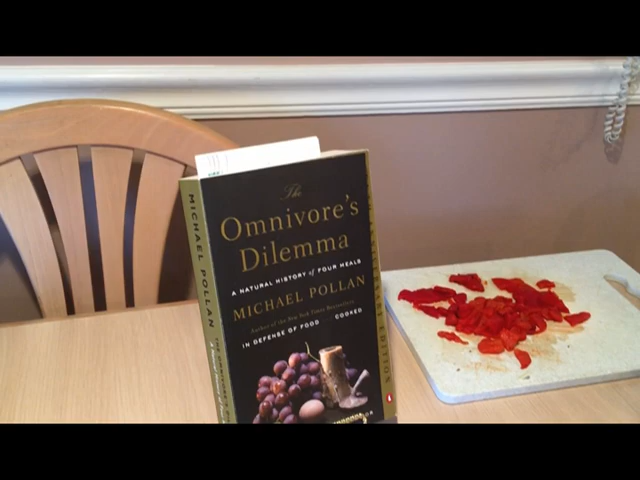 The
Omnivore's
Dilemma
A NATURAL HISTORY of FOUR MEALS
MICHAEL POLLAN
Author of the New York Times Bestsellers
IN DEFENSE OF FOOD COOKED
MICHAEL POLLAN
EDITION